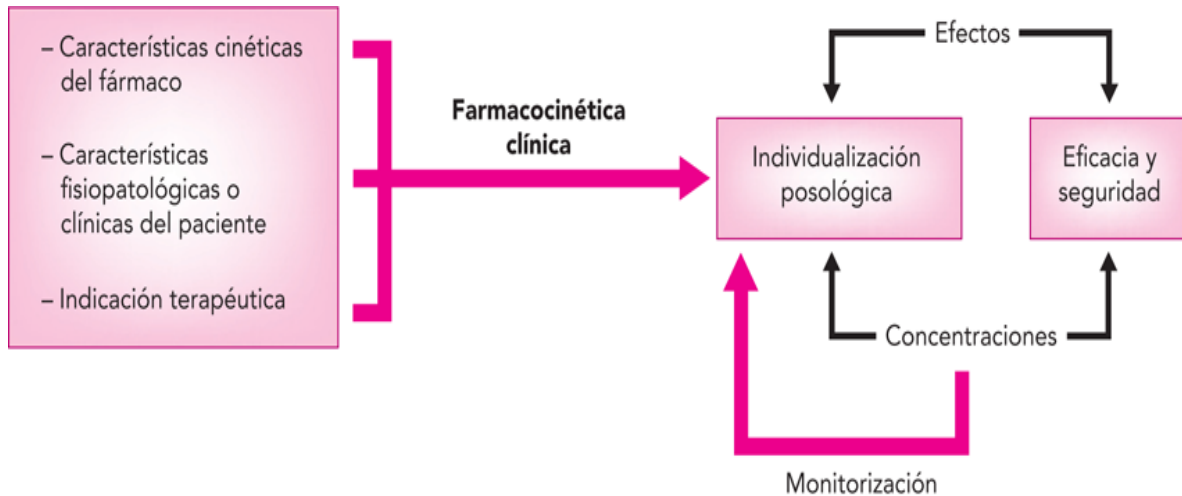 – Características cinéticas
del fármaco
– Características
fisiopatológicas o
clínicas del paciente
– Indicación terapéutica
Farmacocinética
clínica
Efectos
Individualización
posológica
Eficacia y
seguridad
Concentraciones
Monitorización